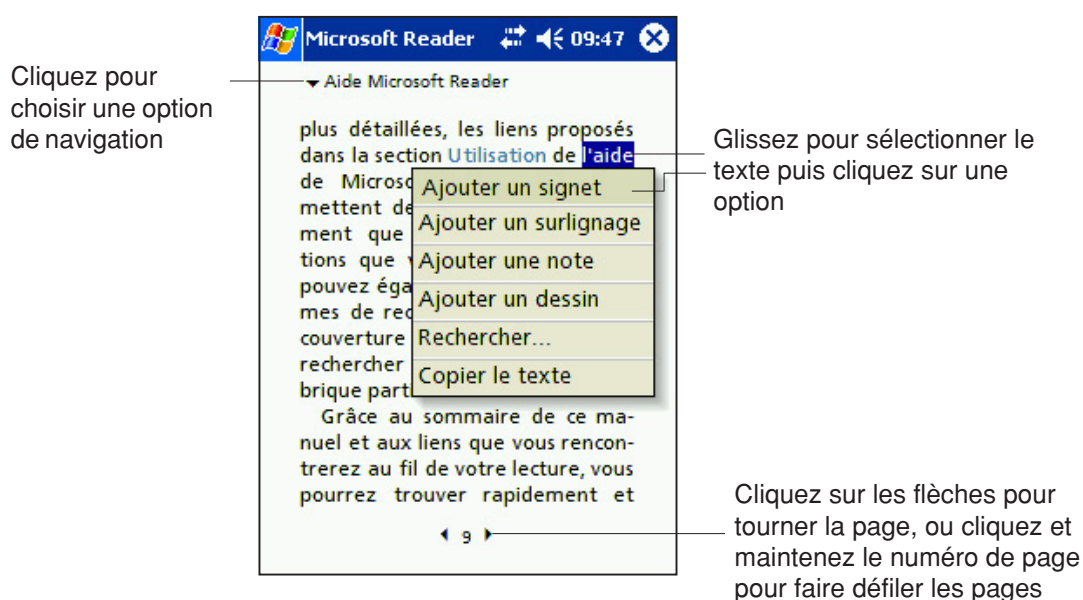 Microsoft Reader 09:47
Cliquez pour
choisir une option
de navigation
Aide Microsoft Reader
plus détaillées, les liens proposés
dans la section Utilisation de l'aide
de Microso
mettent de
ment que
tions que v
pouvez éga
mes de rec
couverture
rechercher
brique parti
Ajouter un signet
Ajouter un surlignage
Ajouter une note
Ajouter un dessin
Rechercher...
Copier le texte
Grâce au sommaire de ce ma-
nuel et aux liens que vous rencon-
trerez au fil de votre lecture, vous
pourrez trouver rapidement et
9
Glissez pour sélectionner le
texte puis cliquez sur une
option
Cliquez sur les flèches pour
tourner la page, ou cliquez et
maintenez le numéro de page
pour faire défiler les pages